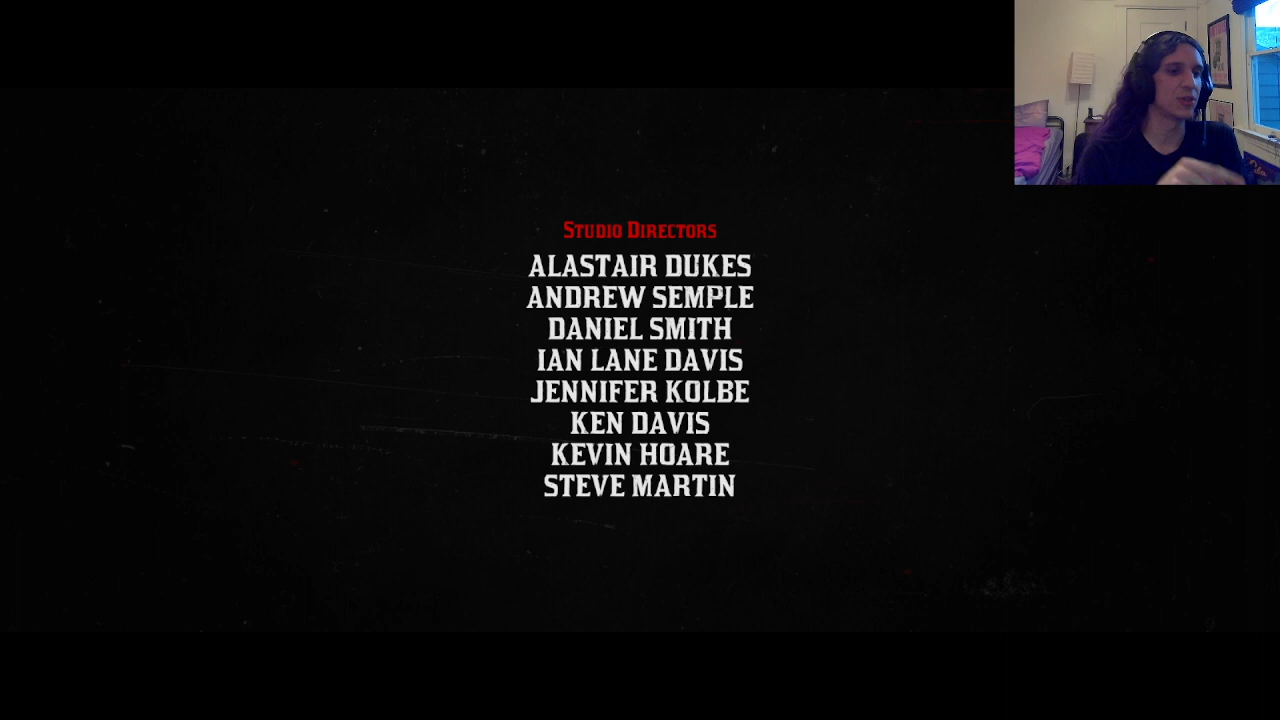 Studio Directors
ALASTAIR DUKES
ANDREW SEMPLE
DANIEL SMITH
IAN LANE DAVIS
JENNIFER KOLBE
KEN DAVIS
KEVIN HOARE
STEVE MARTIN